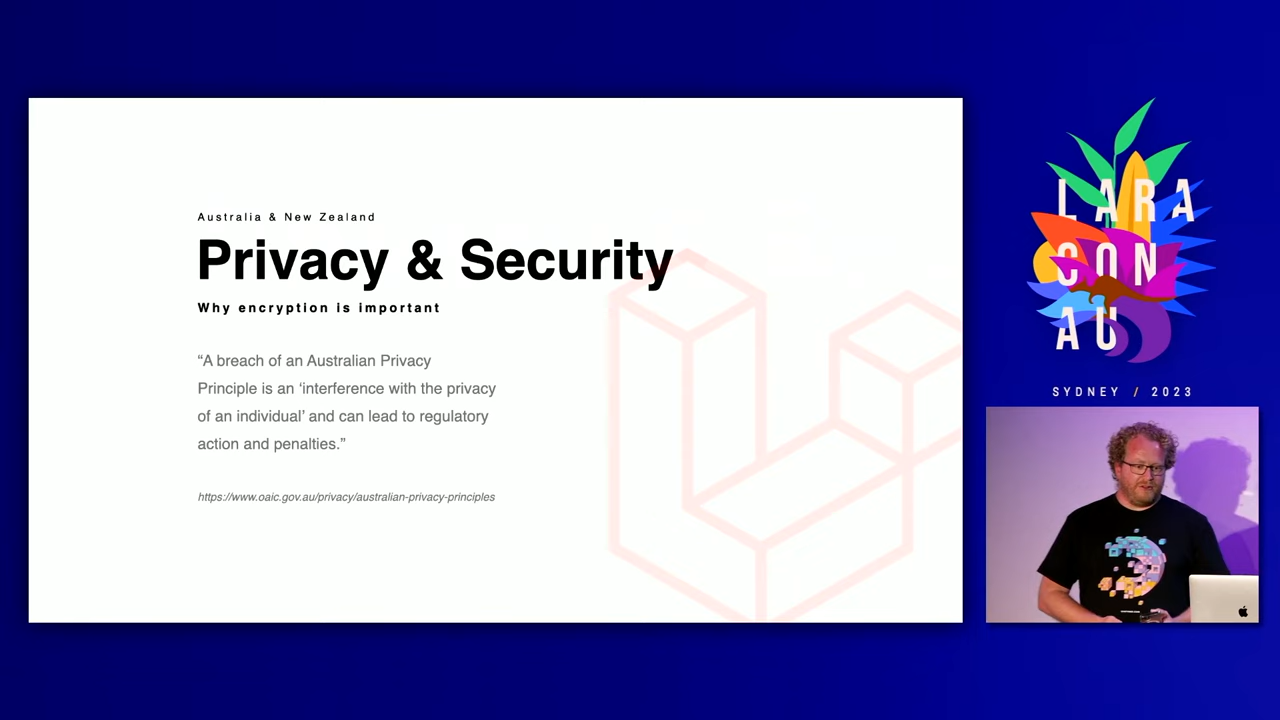 Australia & New Zealand
Privacy & Security
Why encryption is important
“A breach of an Australian Privacy
Principle is an ‘interference with the privacy
of an individual’ and can lead to regulatory
action and penalties.”
https://www.oaic.gov.au/privacy/australian-privacy-principles
LARA
CON
AU
SYDNEY / 2023